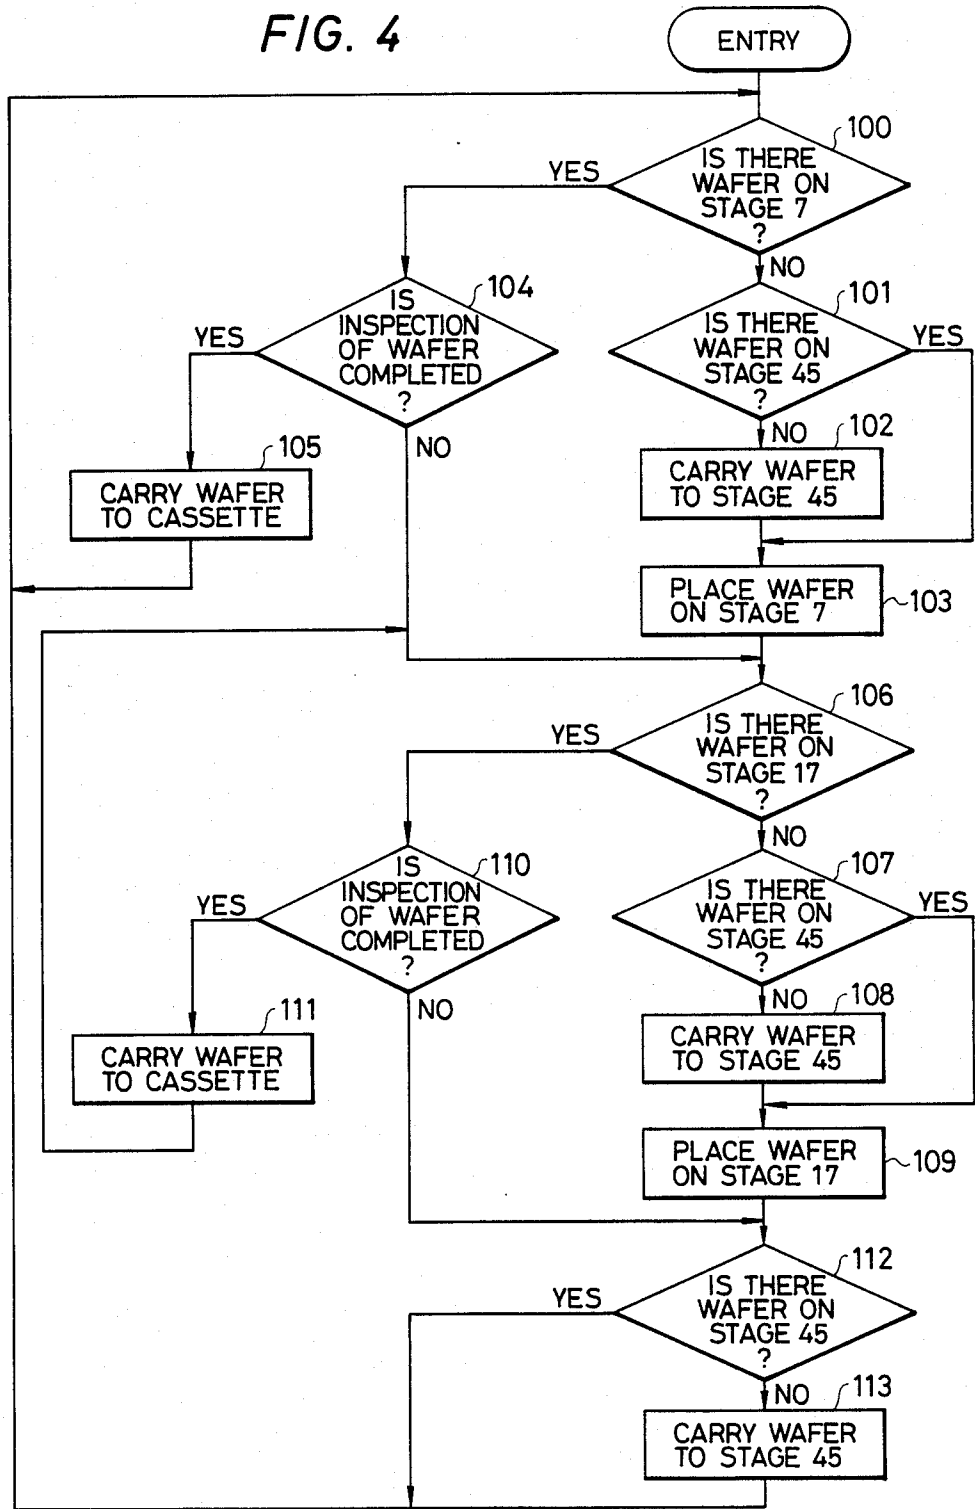 FIG. 4
ENTRY
100
IS THERE
WAFER ON
STAGE 7
?
YES
NO
104
IS
INSPECTION
OF WAFER
COMPLETED
?
YES
NO
101
IS THERE
WAFER ON
STAGE 45
?
YES
NO
105
CARRY WAFER
TO CASSETTE
102
CARRY WAFER
TO STAGE 45
PLACE WAFER
ON STAGE 7
103
106
IS THERE
WAFER ON
STAGE 17
?
YES
NO
110
IS
INSPECTION
OF WAFER
COMPLETED
?
YES
NO
107
IS THERE
WAFER ON
STAGE 45
?
YES
NO
111
CARRY WAFER
TO CASSETTE
108
CARRY WAFER
TO STAGE 45
PLACE WAFER
ON STAGE 17
109
112
IS THERE
WAFER ON
STAGE 45
?
YES
NO
113
CARRY WAFER
TO STAGE 45